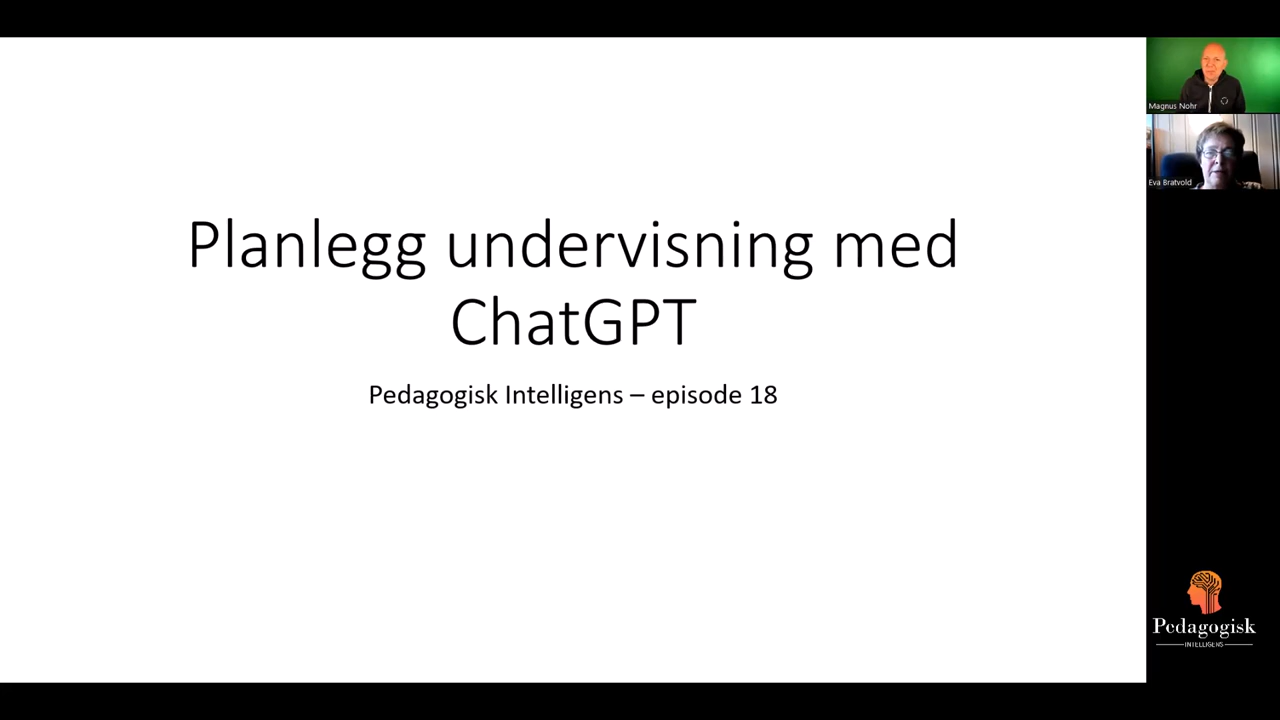 Planlegg undervisning med
ChatGPT
Pedagogisk Intelligens – episode 18
Magnus Nohr
Eva Bratvold
Pedagogisk
INTELLIGENS